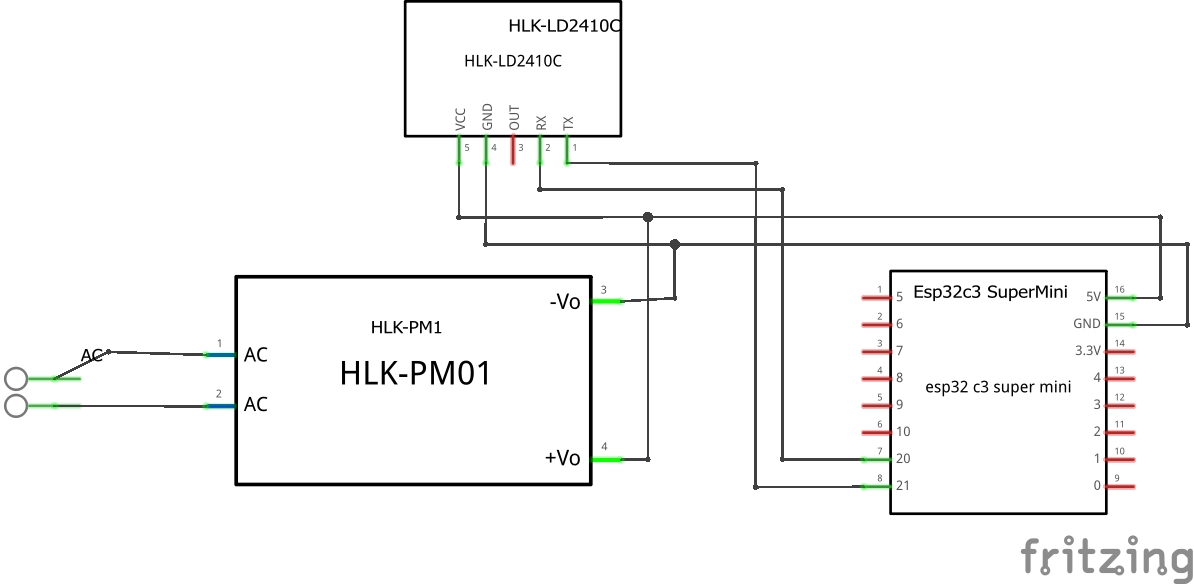 HLK-LD2410C
HLK-LD2410C
VCC GND OUT RX TX
5 4 3 2 1
AC
1 AC
2 AC
HLK-PM1
HLK-PM01
-Vo 3
+Vo 4
Esp32c3 SuperMini
esp32 c3 super mini
1 5
2 6
3 7
4 8
5 9
6 10
7 20
8 21
5V 16
GND 15
3.3V 14
4 13
3 12
2 11
1 10
0 9
fritzing